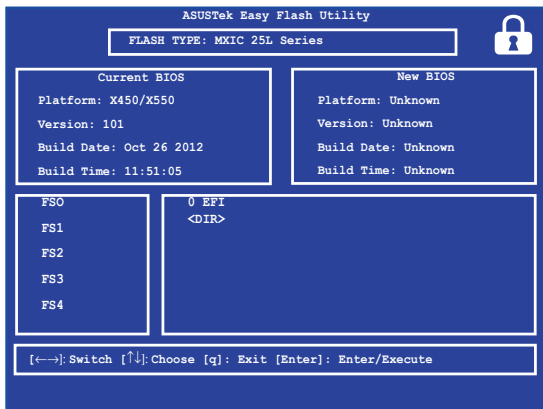 ASUSTek Easy Flash Utility
FLASH TYPE: MXIC 25L Series
Current BIOS
Platform: X450/X550
Version: 101
Build Date: Oct 26 2012
Build Time: 11:51:05
New BIOS
Platform: Unknown
Version: Unknown
Build Date: Unknown
Build Time: Unknown
FSO
FS1
FS2
FS3
FS4
0 EFI
<DIR>
[←→]: Switch [↑↓]: Choose [q]: Exit [Enter]: Enter/Execute